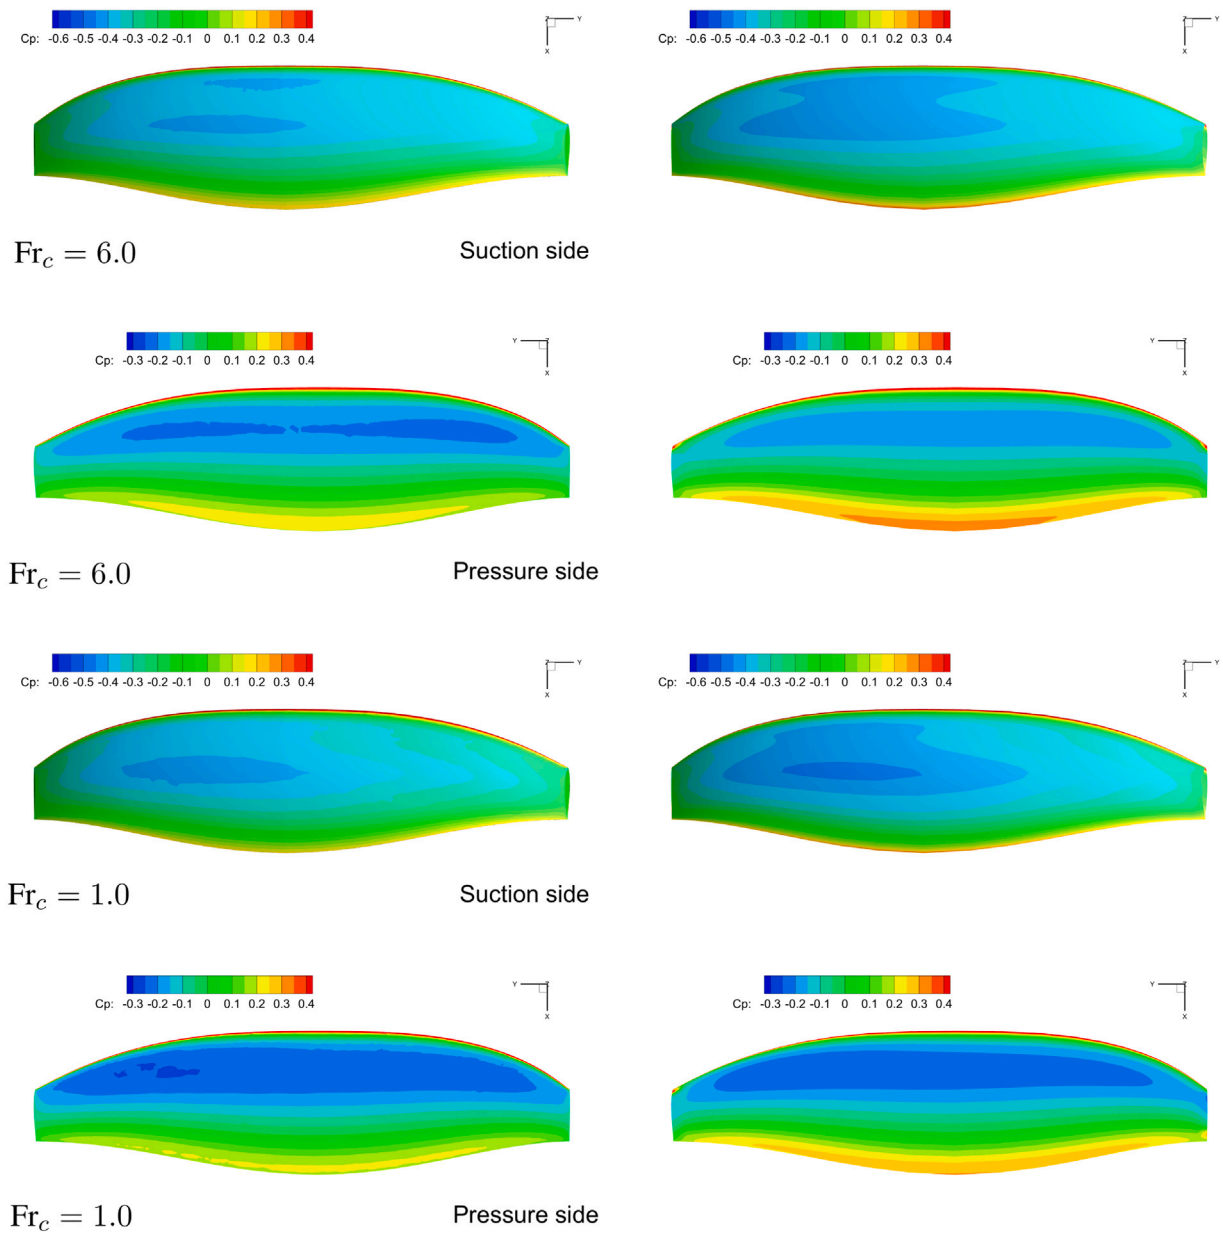 Cp: -0.6 -0.5 -0.4 -0.3 -0.2 -0.1 0 0.1 0.2 0.3 0.4
Z Y
X
Cp: -0.6 -0.5 -0.4 -0.3 -0.2 -0.1 0 0.1 0.2 0.3 0.4
Z Y
X
Fr_c = 6.0
Suction side
Cp: -0.3 -0.2 -0.1 0 0.1 0.2 0.3 0.4
Y Z
X
Cp: -0.3 -0.2 -0.1 0 0.1 0.2 0.3 0.4
Y Z
X
Fr_c = 6.0
Pressure side
Cp: -0.6 -0.5 -0.4 -0.3 -0.2 -0.1 0 0.1 0.2 0.3 0.4
Z Y
X
Cp: -0.6 -0.5 -0.4 -0.3 -0.2 -0.1 0 0.1 0.2 0.3 0.4
Z Y
X
Fr_c = 1.0
Suction side
Cp: -0.3 -0.2 -0.1 0 0.1 0.2 0.3 0.4
Y Z
X
Cp: -0.3 -0.2 -0.1 0 0.1 0.2 0.3 0.4
Y Z
X
Fr_c = 1.0
Pressure side